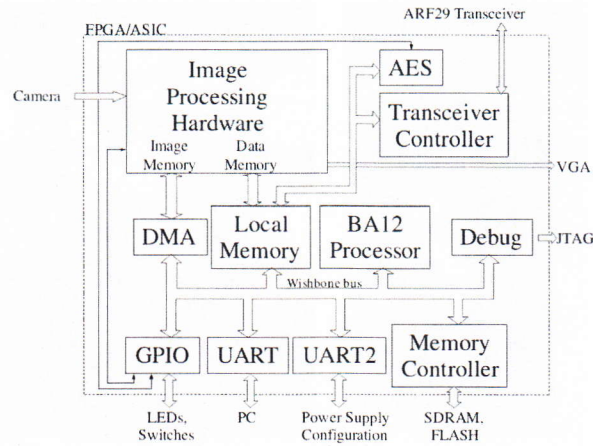 ARF29 Transceiver
FPGA/ASIC
Image
Processing
Hardware
AES
Camera
Transceiver
Controller
Image
Memory
Data
Memory
VGA
DMA
Local
Memory
BA12
Processor
Debug
JTAG
Wishbone bus
GPIO
UART
UART2
Memory
Controller
LEDs,
Switches
PC
Power Supply
Configuration
SDRAM.
FLASH